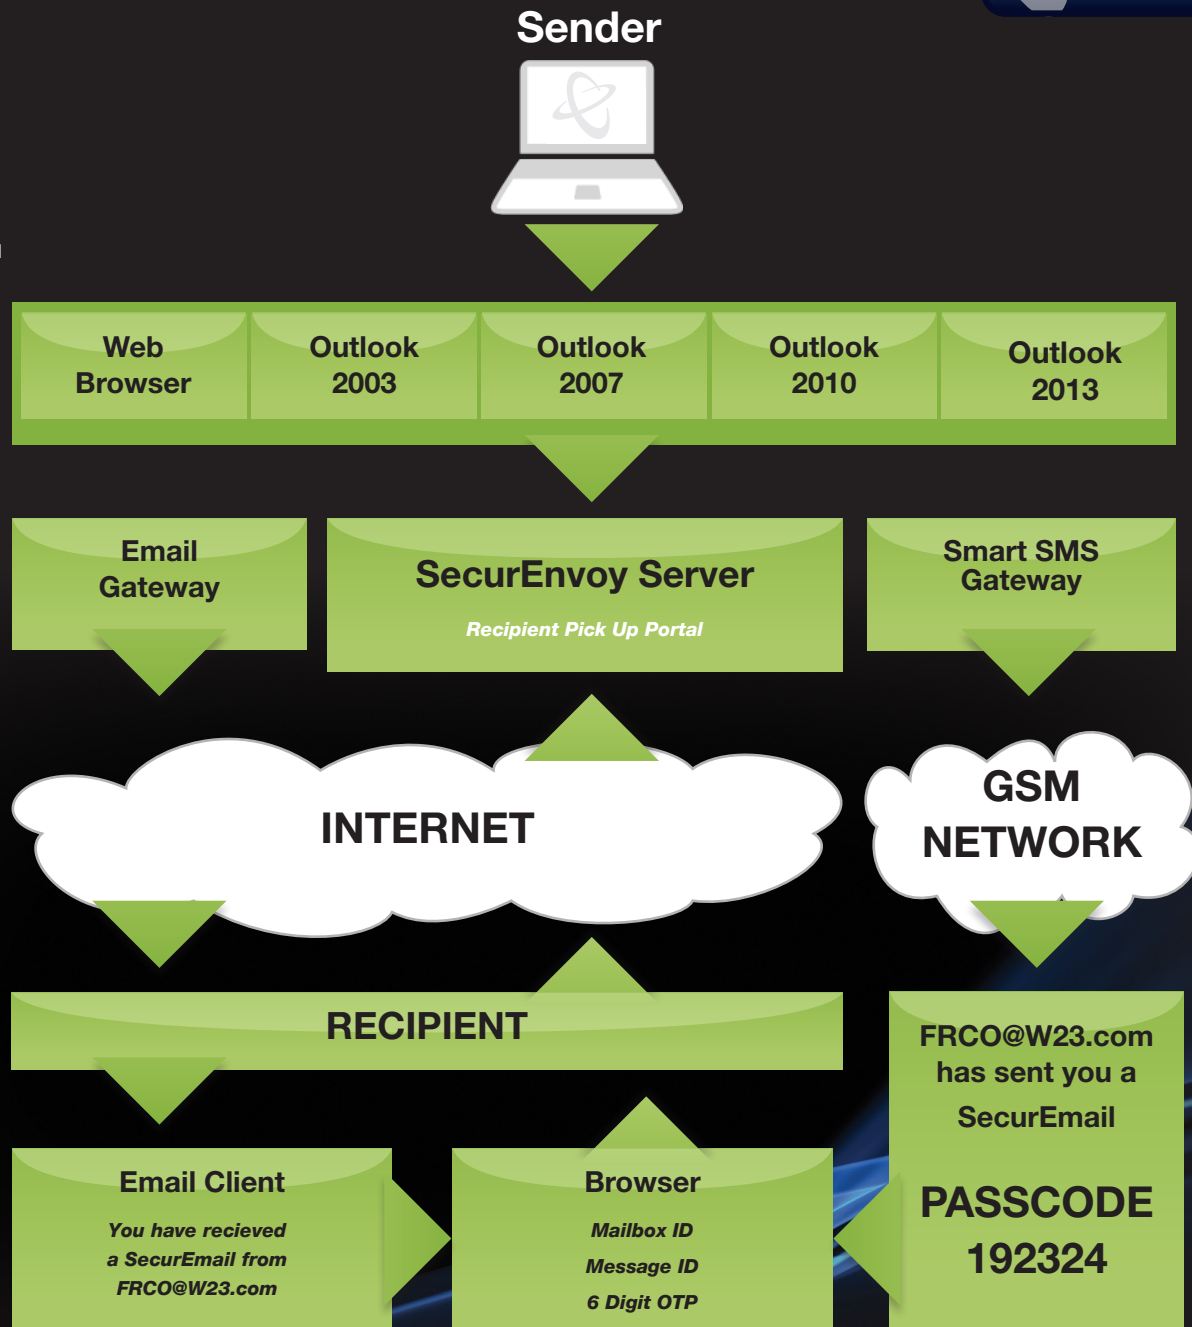 Sender
Web
Browser
Outlook
2003
Outlook
2007
Outlook
2010
Outlook
2013
Email
Gateway
SecurEnvoy Server
Recipient Pick Up Portal
Smart SMS
Gateway
INTERNET
GSM
NETWORK
RECIPIENT
FRCO@W23.com
has sent you a
SecurEmail
PASSCODE
192324
Email Client
You have recieved
a SecurEmail from
FRCO@W23.com
Browser
Mailbox ID
Message ID
6 Digit OTP